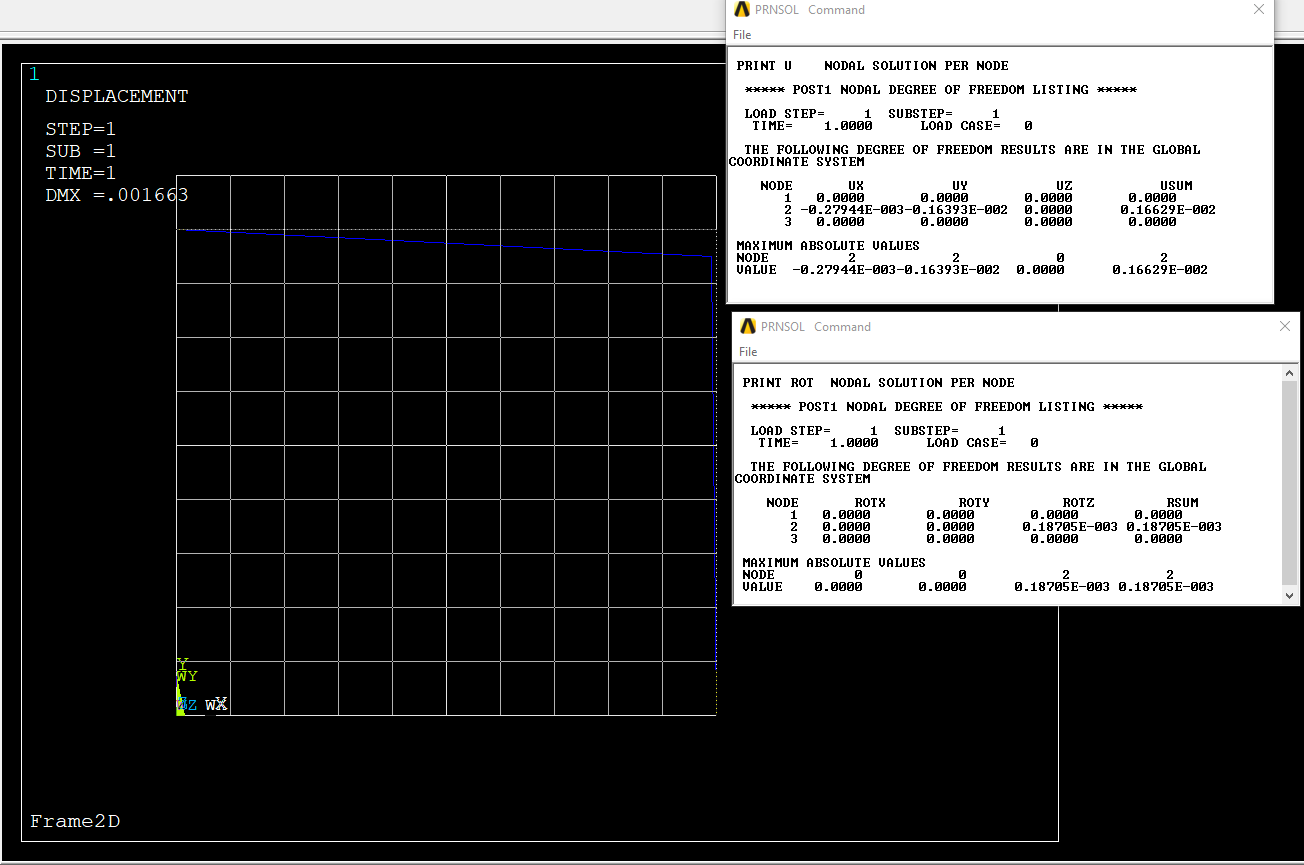 1
DISPLACEMENT
STEP=1
SUB =1
TIME=1
DMX =.001663
Y
WY
Z WX
Frame2D
PRNSOL Command
File
PRINT U NODAL SOLUTION PER NODE
***** POST1 NODAL DEGREE OF FREEDOM LISTING *****
LOAD STEP= 1 SUBSTEP= 1
TIME= 1.0000 LOAD CASE= 0
THE FOLLOWING DEGREE OF FREEDOM RESULTS ARE IN THE GLOBAL
COORDINATE SYSTEM
NODE UX UY UZ USUM
1 0.0000 0.0000 0.0000 0.0000
2 -0.27944E-003-0.16393E-002 0.0000 0.16629E-002
3 0.0000 0.0000 0.0000 0.0000
MAXIMUM ABSOLUTE VALUES
NODE 2 2 0 2
VALUE -0.27944E-003-0.16393E-002 0.0000 0.16629E-002
PRNSOL Command
File
PRINT ROT NODAL SOLUTION PER NODE
***** POST1 NODAL DEGREE OF FREEDOM LISTING *****
LOAD STEP= 1 SUBSTEP= 1
TIME= 1.0000 LOAD CASE= 0
THE FOLLOWING DEGREE OF FREEDOM RESULTS ARE IN THE GLOBAL
COORDINATE SYSTEM
NODE ROTX ROTY ROTZ RSUM
1 0.0000 0.0000 0.0000 0.0000
2 0.0000 0.0000 0.18705E-003 0.18705E-003
3 0.0000 0.0000 0.0000 0.0000
MAXIMUM ABSOLUTE VALUES
NODE 0 0 2 2
VALUE 0.0000 0.0000 0.18705E-003 0.18705E-003